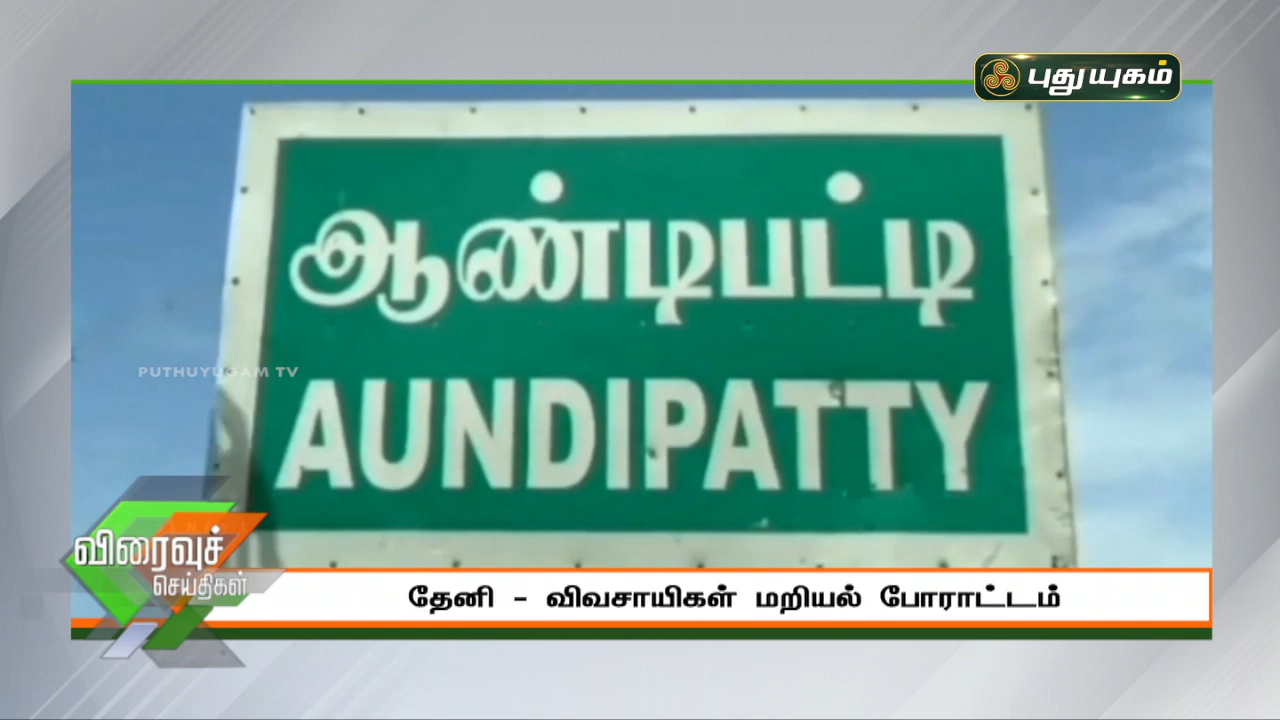 புதுயுகம்
ஆண்டிபட்டி
PUTHUYUGAM TV
AUNDIPATTY
விரைவுச்
செய்திகள்
தேனி - விவசாயிகள் மறியல் போராட்டம்